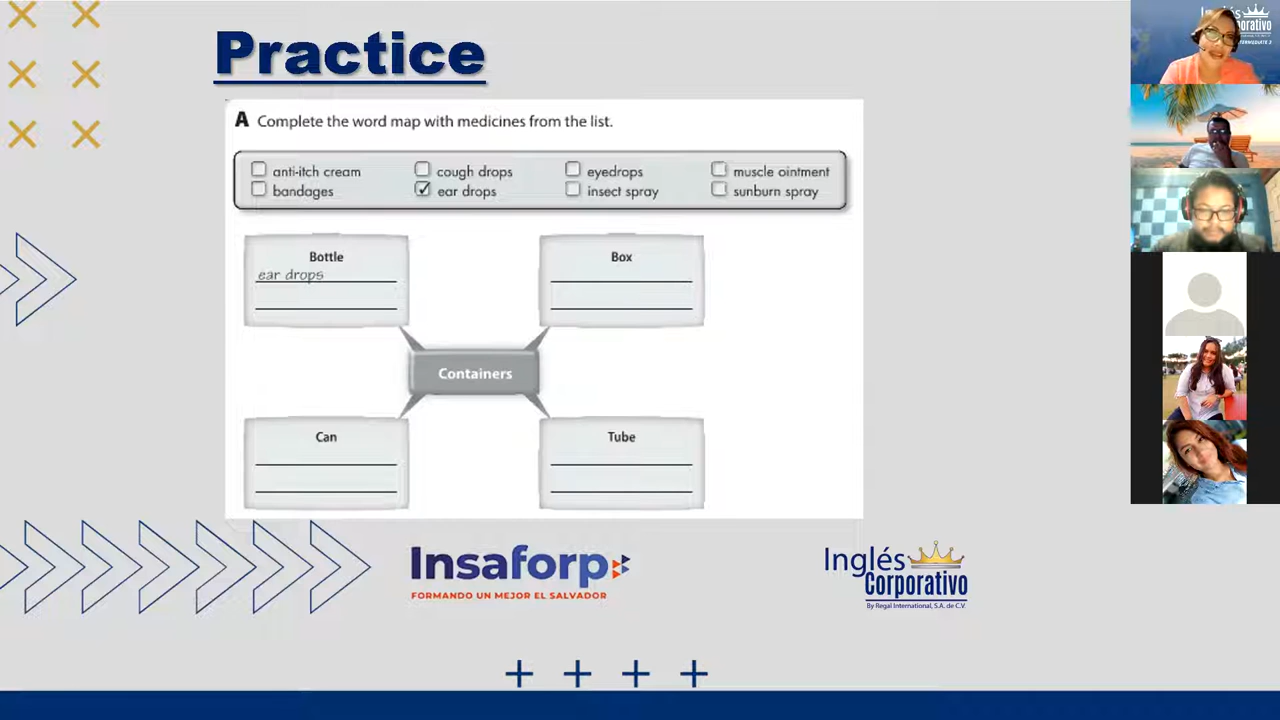 Practice
A Complete the word map with medicines from the list.
anti-itch cream cough drops eyedrops muscle ointment
bandages ear drops insect spray sunburn spray
Bottle
ear drops
Box
Containers
Can
Tube
Insaforp
FORMANDO UN MEJOR EL SALVADOR
Inglés
Corporativo
By Regal International, S.A. de C.V.